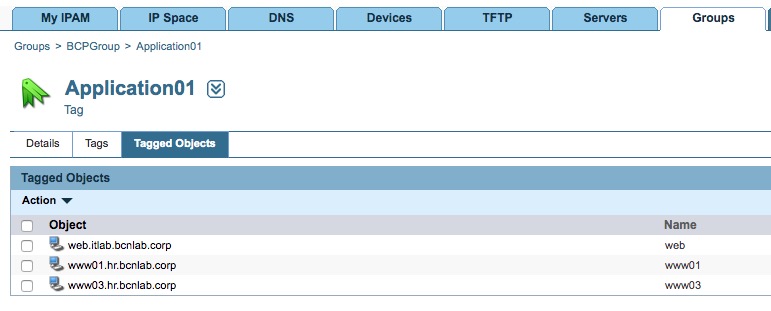 My IPAM IP Space DNS Devices TFTP Servers Groups
Groups > BCPGroup > Application01
Application01
Tag
Details Tags Tagged Objects
Tagged Objects
Action
Object Name
web.itlab.bcnlab.corp web
www01.hr.bcnlab.corp www01
www03.hr.bcnlab.corp www03